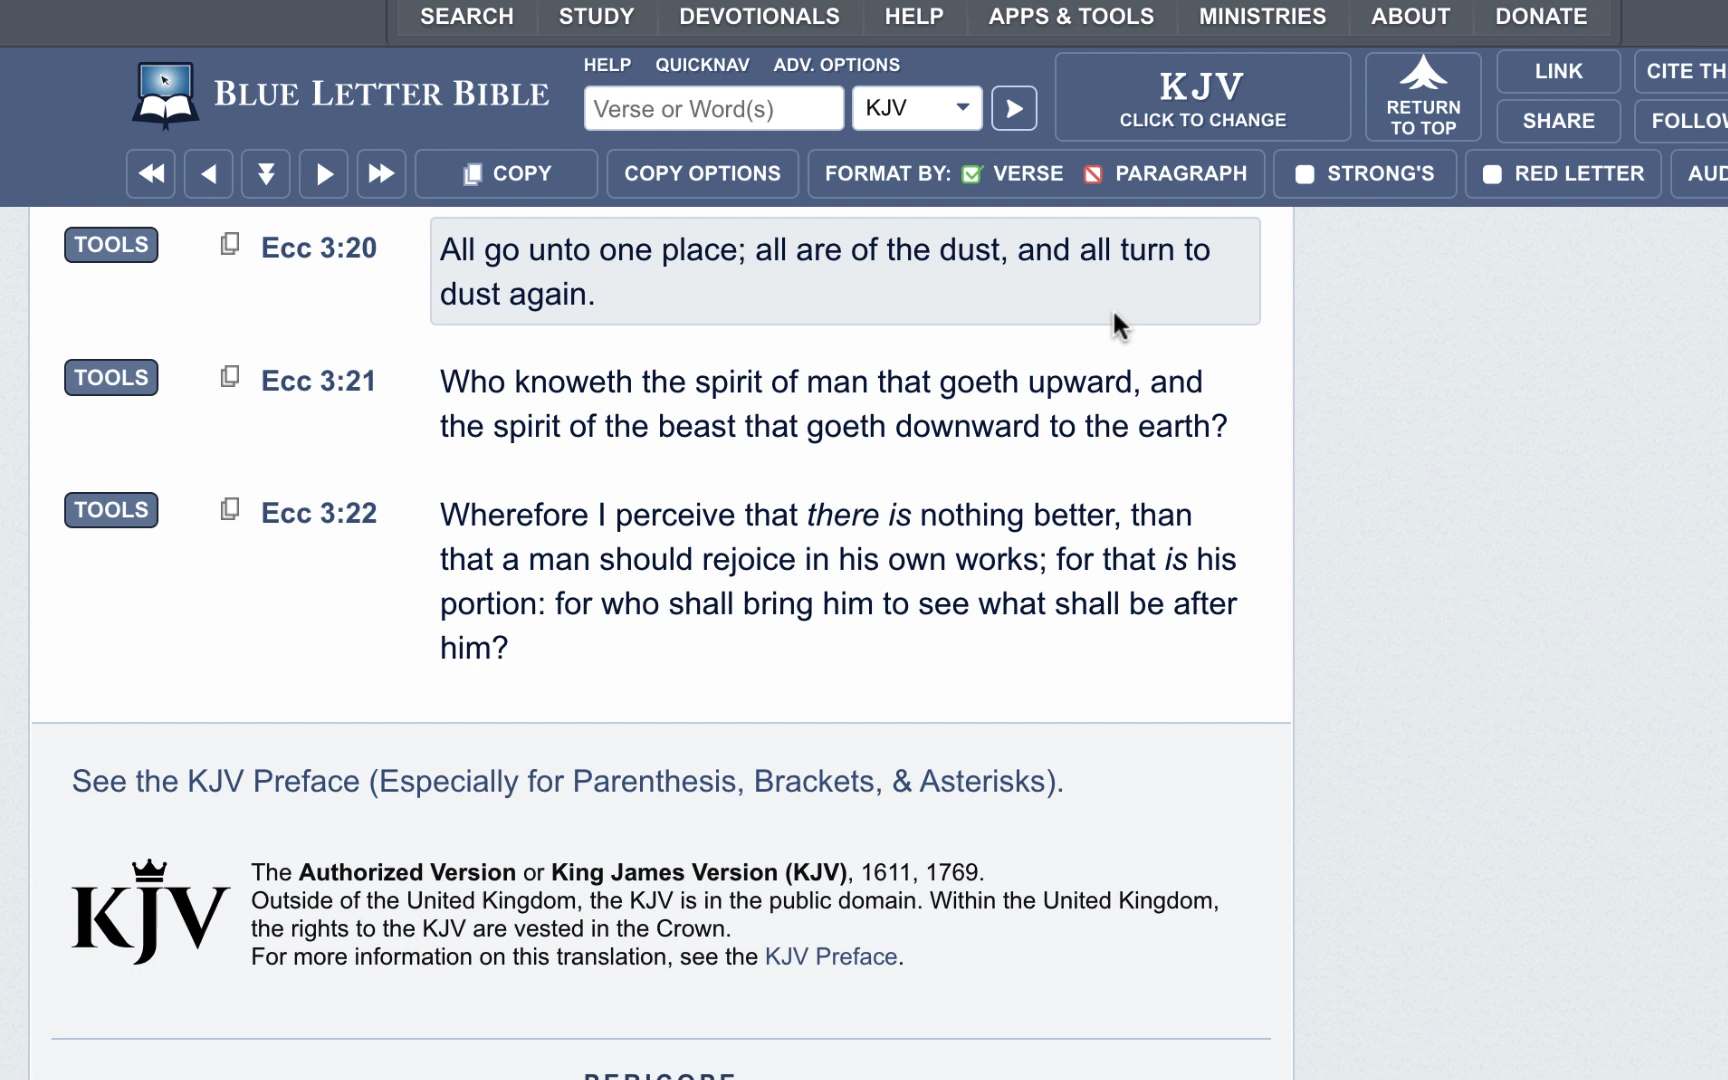 SEARCH STUDY DEVOTIONALS HELP APPS & TOOLS MINISTRIES ABOUT DONATE
BLUE LETTER BIBLE
HELP QUICKNAV ADV. OPTIONS
Verse or Word(s) KJV
KJV
CLICK TO CHANGE
RETURN
TO TOP
LINK CITE TH
SHARE FOLLOW
COPY COPY OPTIONS FORMAT BY: VERSE PARAGRAPH STRONG'S RED LETTER AUD
TOOLS Ecc 3:20 All go unto one place; all are of the dust, and all turn to
dust again.
TOOLS Ecc 3:21 Who knoweth the spirit of man that goeth upward, and
the spirit of the beast that goeth downward to the earth?
TOOLS Ecc 3:22 Wherefore I perceive that there is nothing better, than
that a man should rejoice in his own works; for that is his
portion: for who shall bring him to see what shall be after
him?
See the KJV Preface (Especially for Parenthesis, Brackets, & Asterisks).
KJV
The Authorized Version or King James Version (KJV), 1611, 1769.
Outside of the United Kingdom, the KJV is in the public domain. Within the United Kingdom,
the rights to the KJV are vested in the Crown.
For more information on this translation, see the KJV Preface.
PERICOPE